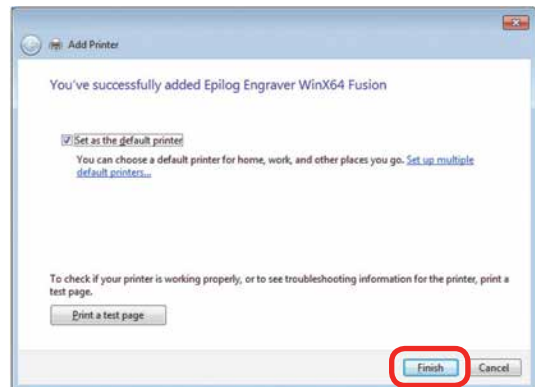 Add Printer
You've successfully added Epilog Engraver WinX64 Fusion
Set as the default printer
You can choose a default printer for home, work, and other places you go. Set up multiple
default printers...
To check if your printer is working properly, or to see troubleshooting information for the printer, print a
test page.
Print a test page
Finish
Cancel